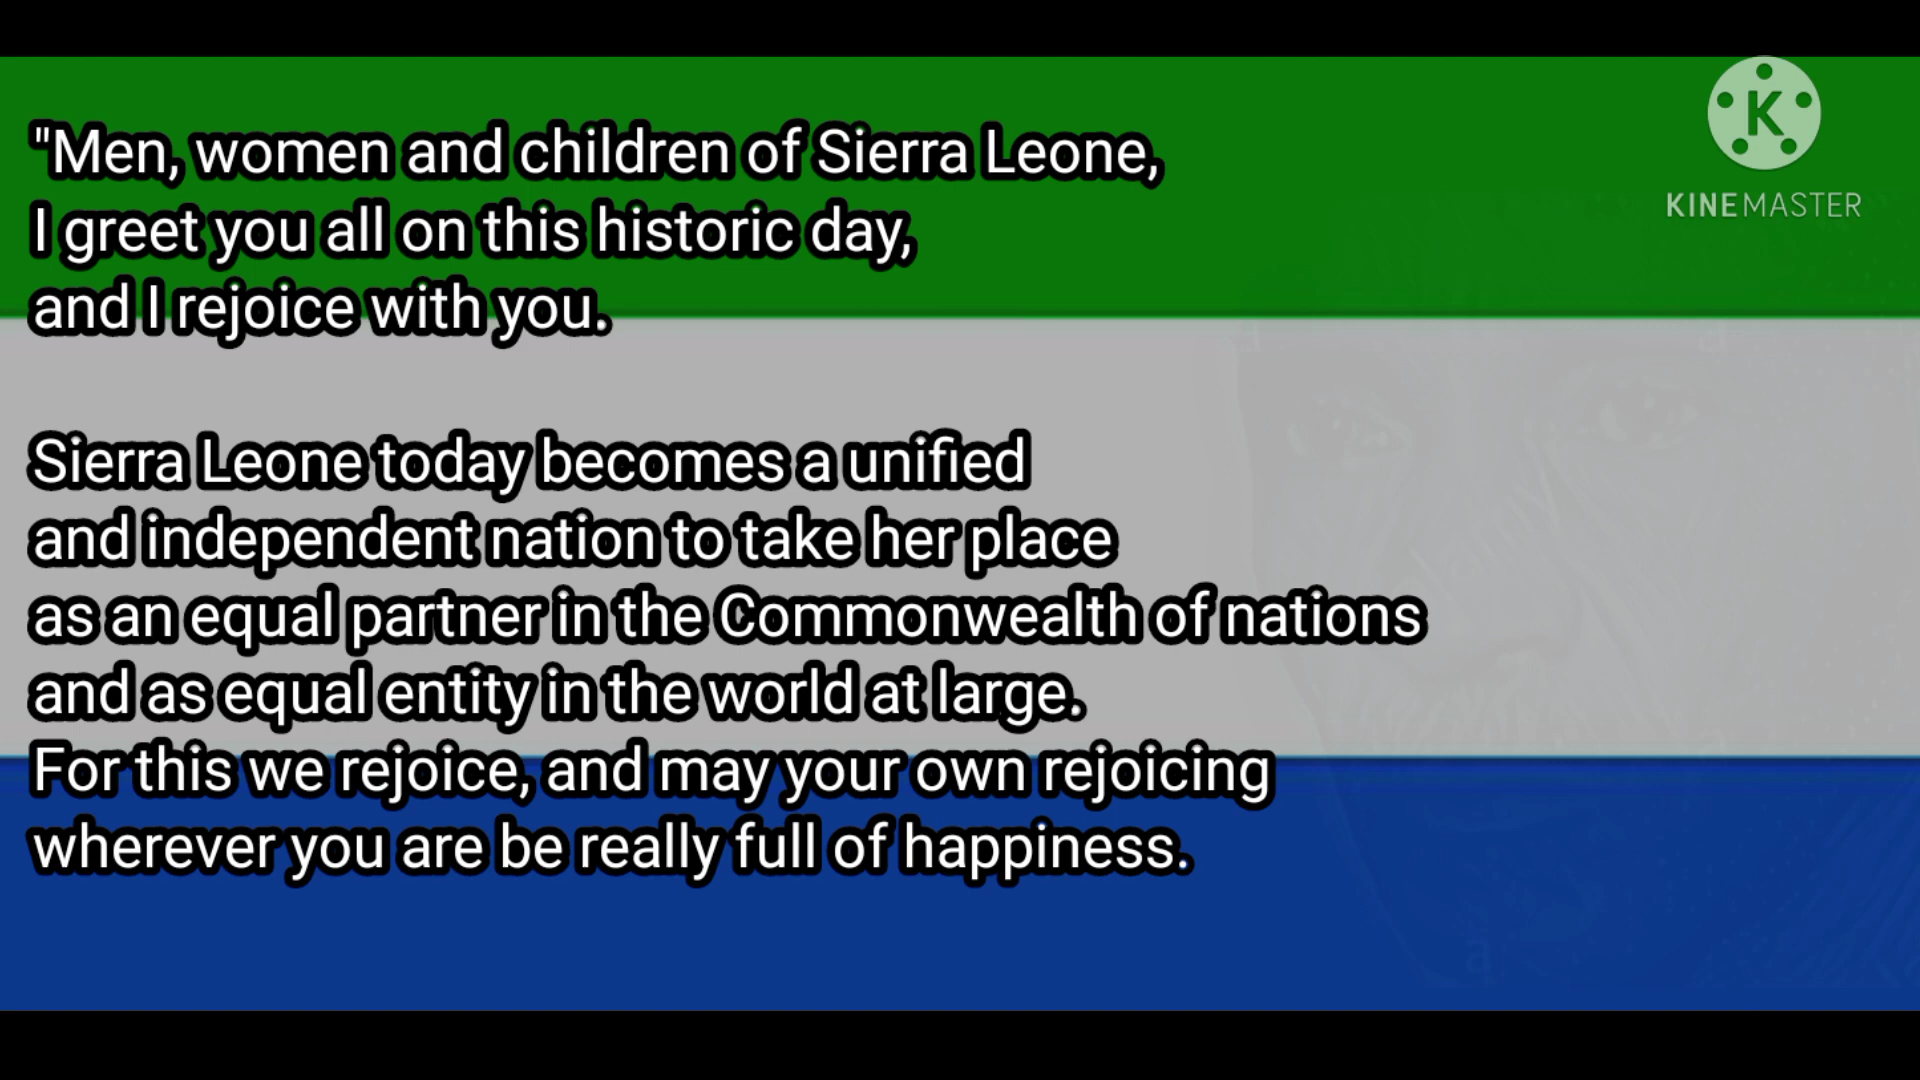 "Men, women and children of Sierra Leone,
I greet you all on this historic day,
and I rejoice with you.
Sierra Leone today becomes a unified
and independent nation to take her place
as an equal partner in the Commonwealth of nations
and as equal entity in the world at large.
For this we rejoice, and may your own rejoicing
wherever you are be really full of happiness.
K
KINEMASTER